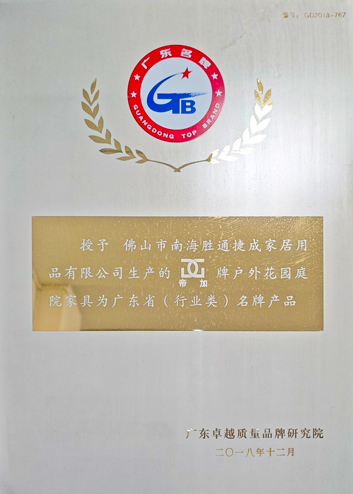 编号：GD2018-767
广东名牌
GTB
GUANGDONG TOP BRAND
授予 佛山市南海胜通捷成家居用
品有限公司生产的 帝加 牌户外花园庭
院家具为广东省（行业类）名牌产品
广东卓越质量品牌研究院
二〇一八年十二月